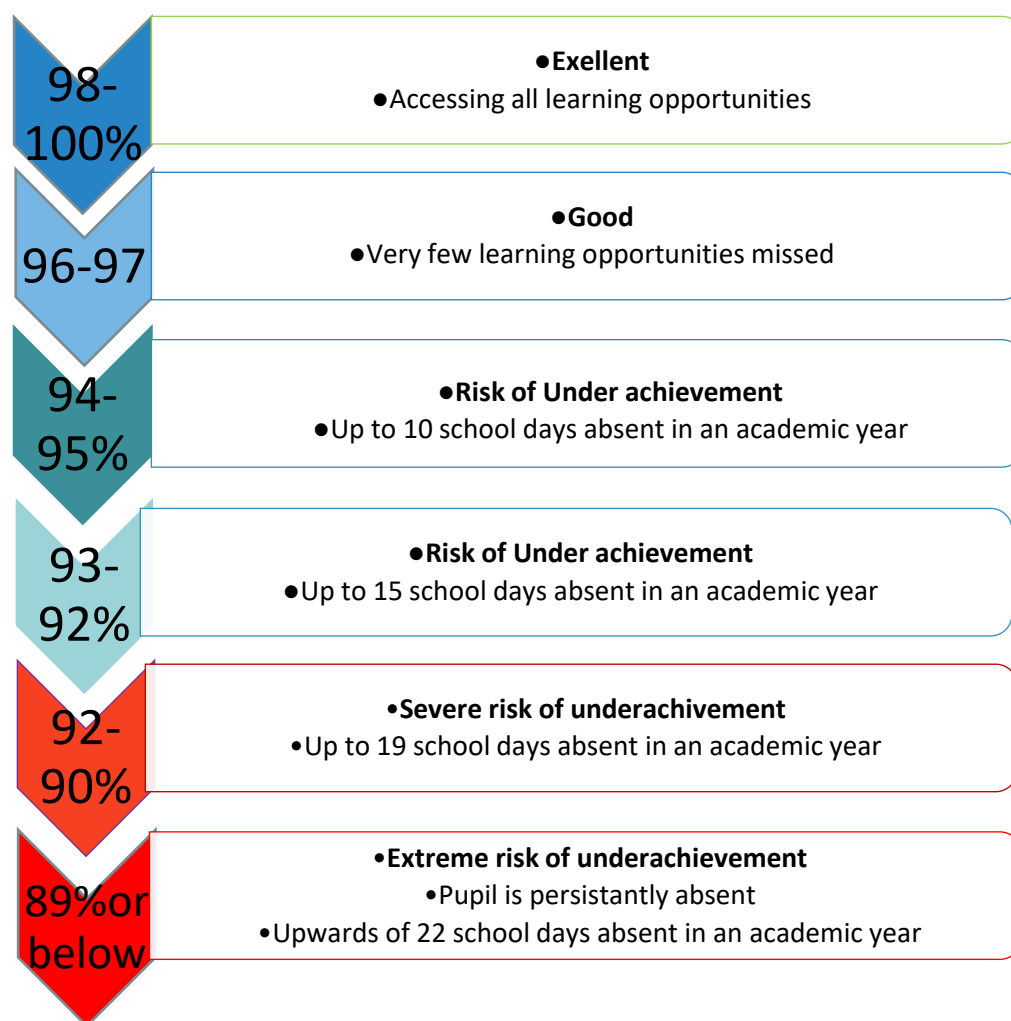 98-
100%
●Exellent
●Accessing all learning opportunities
96-97
●Good
●Very few learning opportunities missed
94-
95%
●Risk of Under achievement
●Up to 10 school days absent in an academic year
93-
92%
●Risk of Under achievement
●Up to 15 school days absent in an academic year
92-
90%
•Severe risk of underachivement
•Up to 19 school days absent in an academic year
89%or
below
•Extreme risk of underachievement
•Pupil is persistantly absent
•Upwards of 22 school days absent in an academic year